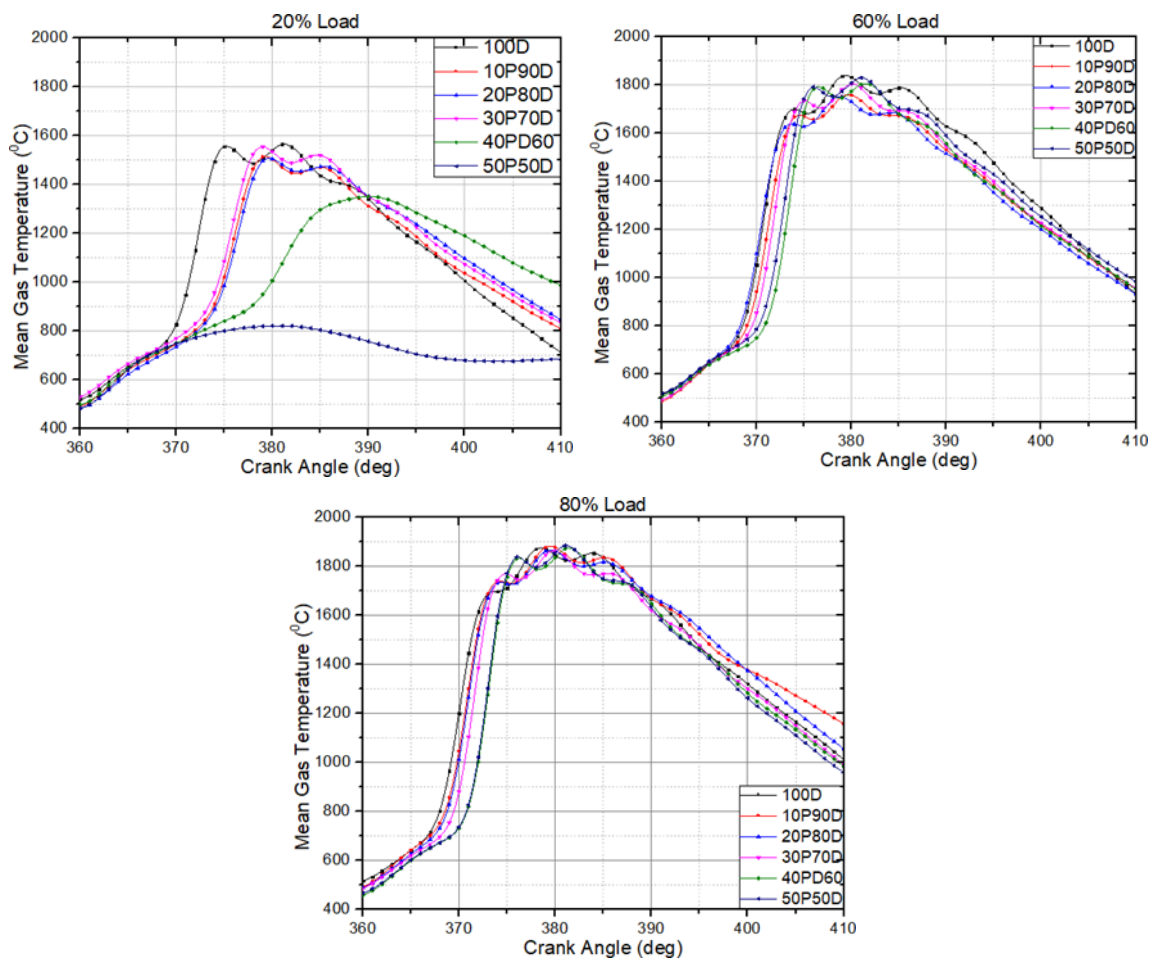 20% Load
2000
1800
1600
1400
1200
1000
800
600
400
Mean Gas Temperature (⁰C)
100D
10P90D
20P80D
30P70D
40PD60
50P50D
360
370
380
390
400
410
Crank Angle (deg)
60% Load
2000
1800
1600
1400
1200
1000
800
600
400
Mean Gas Temperature (⁰C)
100D
10P90D
20P80D
30P70D
40PD60
50P50D
360
370
380
390
400
410
Crank Angle (deg)
80% Load
2000
1800
1600
1400
1200
1000
800
600
400
Mean Gas Temperature (⁰C)
100D
10P90D
20P80D
30P70D
40PD60
50P50D
360
370
380
390
400
410
Crank Angle (deg)